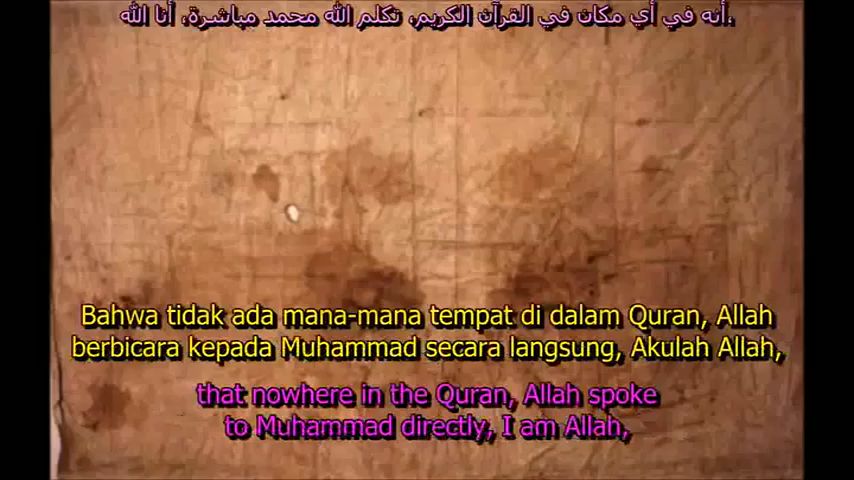 أنه في أي مكان في القرآن الكريم، تكلم الله محمد مباشرة، أنا الله،
Bahwa tidak ada mana-mana tempat di dalam Quran, Allah
berbicara kepada Muhammad secara langsung, Akulah Allah,
that nowhere in the Quran, Allah spoke
to Muhammad directly, I am Allah,